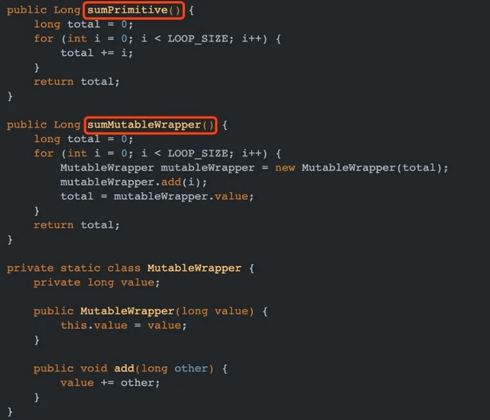 public Long sumPrimitive() {
    long total = 0;
    for (int i = 0; i < LOOP_SIZE; i++) {
        total += i;
    }
    return total;
}
public Long sumMutableWrapper() {
    long total = 0;
    for (int i = 0; i < LOOP_SIZE; i++) {
        MutableWrapper mutableWrapper = new MutableWrapper(total);
        mutableWrapper.add(i);
        total = mutableWrapper.value;
    }
    return total;
}
private static class MutableWrapper {
    private long value;
    public MutableWrapper(long value) {
        this.value = value;
    }
    public void add(long other) {
        value += other;
    }
}